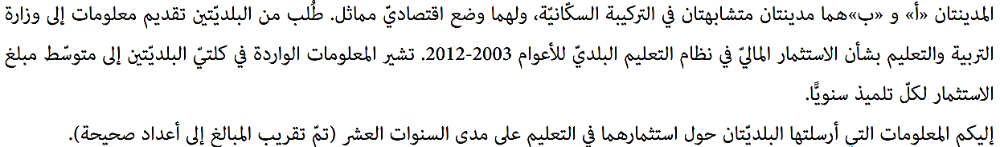 المدينتان «أ» و «ب»هما مدينتان متشابهتان في التركيبة السكّانيّة، ولهما وضع اقتصاديّ مماثل. طُلب من البلديّتين تقديم معلومات إلى وزارة
التربية والتعليم بشأن الاستثمار الماليّ في نظام التعليم البلديّ للأعوام 2003-2012. تشير المعلومات الواردة في كلتيّ البلديّتين إلى متوسّط مبلغ
الاستثمار لكلّ تلميذ سنويًّا.
إليكم المعلومات التي أرسلتها البلديّتان حول استثمارهما في التعليم على مدى السنوات العشر (تمّ تقريب المبالغ إلى أعداد صحيحة).